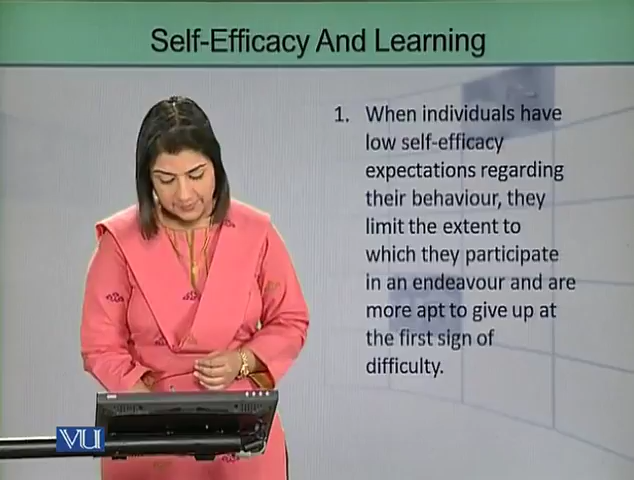 Self-Efficacy And Learning
1. When individuals have
low self-efficacy
expectations regarding
their behaviour, they
limit the extent to
which they participate
in an endeavour and are
more apt to give up at
the first sign of
difficulty.
VU